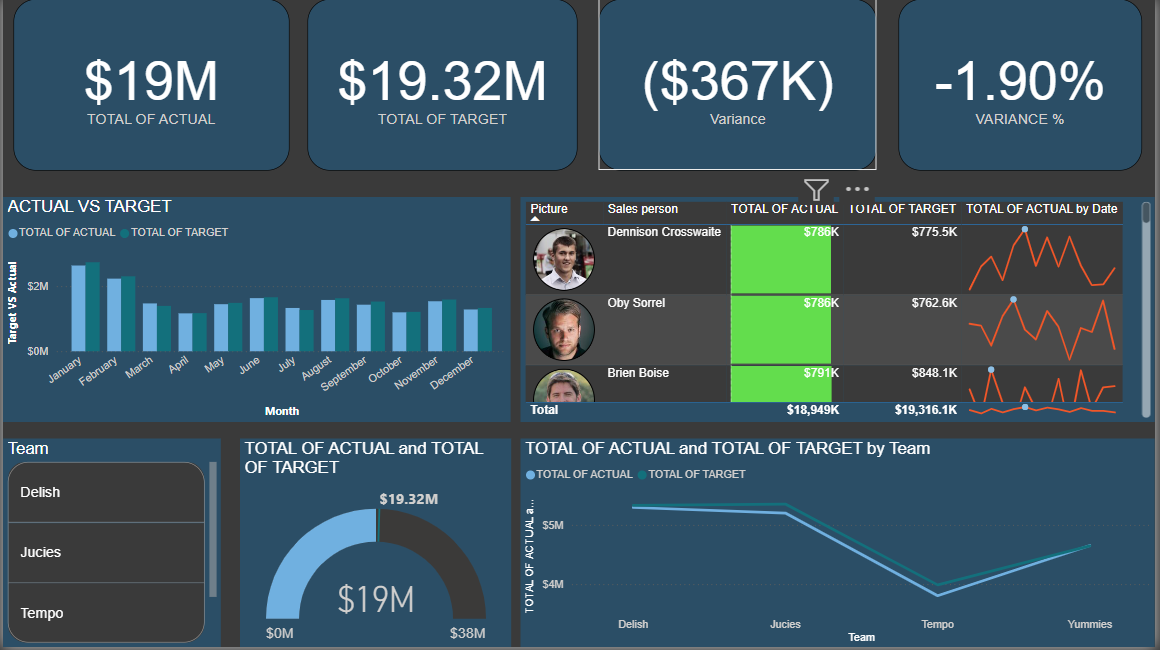 $19M
TOTAL OF ACTUAL
$19.32M
TOTAL OF TARGET
($367K)
Variance
-1.90%
VARIANCE %
ACTUAL VS TARGET
TOTAL OF ACTUAL TOTAL OF TARGET
Target VS Actual
$2M
$0M
January February March April May June July August September October November December
Month
Picture Sales person TOTAL OF ACTUAL TOTAL OF TARGET TOTAL OF ACTUAL by Date
Dennison Crosswaite $786K $775.5K
Oby Sorrel $786K $762.6K
Brien Boise $791K $848.1K
Total $18,949K $19,316.1K
Team
Delish
Jucies
Tempo
TOTAL OF ACTUAL and TOTAL
OF TARGET
$19.32M
$19M
$0M $38M
TOTAL OF ACTUAL and TOTAL OF TARGET by Team
TOTAL OF ACTUAL TOTAL OF TARGET
TOTAL OF ACTUAL a...
$5M
$4M
Delish Jucies Tempo Yummies
Team